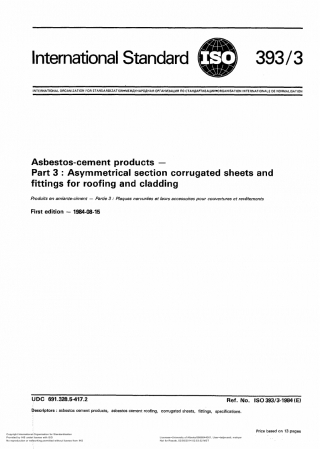 International Standard ISO 393/3
INTERNATIONAL ORGANIZATION FOR STANDARDIZATION•МЕЖДУНАРОДНАЯ ОРГАНИЗАЦИЯ ПО СТАНДАРТИЗАЦИИ•ORGANISATION INTERNATIONALE DE NORMALISATION
Asbestos-cement products —
Part 3 : Asymmetrical section corrugated sheets and
fittings for roofing and cladding
Produits en amiante-ciment — Partie 3 : Plaques nervurées et leurs accessoires pour couvertures et revêtements
First edition — 1984-08-15
UDC 691.328.5-417.2 Ref. No. ISO 393/3-1984 (E)
Descriptors : asbestos cement products, asbestos cement roofing, corrugated sheets, fittings, specifications.
Price based on 13 pages